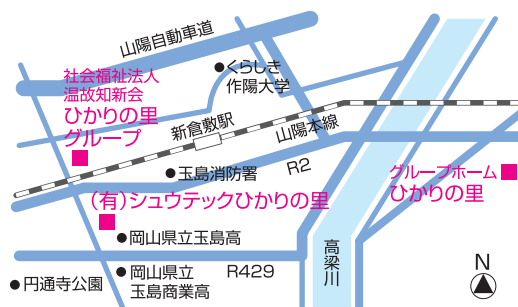 山陽自動車道
社会福祉法人
温故知新会
ひかりの里
グループ
くらしき
作陽大学
新倉敷駅
山陽本線
玉島消防署
R2
グループホーム
ひかりの里
(有)シュウテックひかりの里
岡山県立玉島高
高梁川
円通寺公園
岡山県立
玉島商業高
R429
N